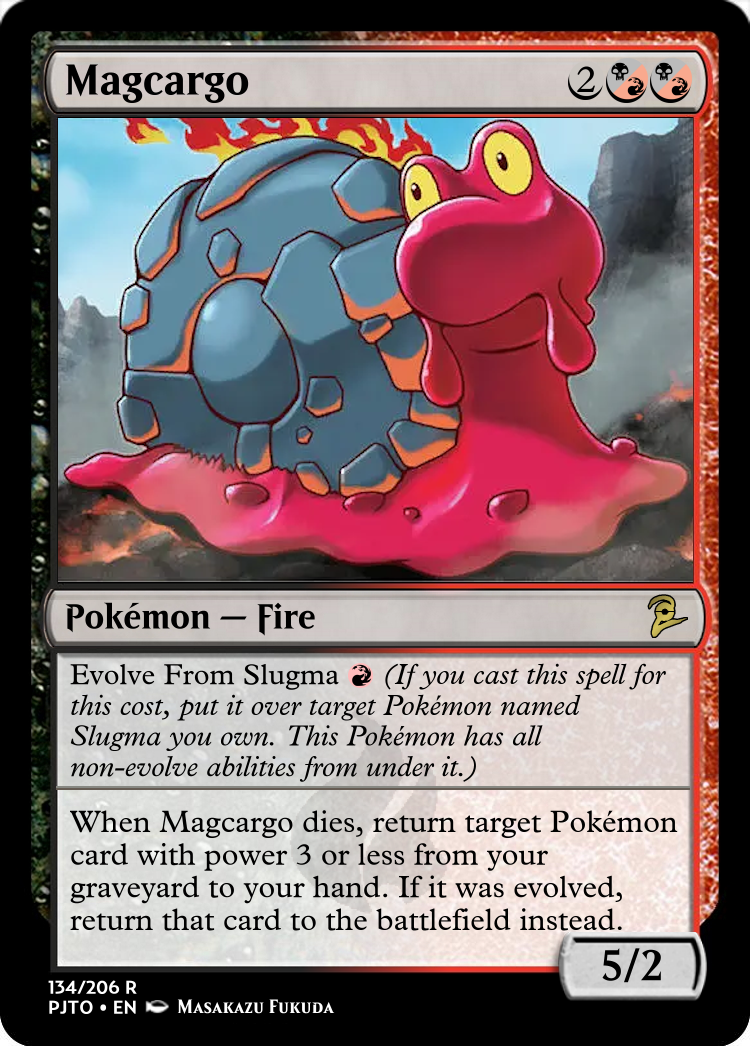 Magcargo 2
Pokémon — Fire
Evolve From Slugma (If you cast this spell for
this cost, put it over target Pokémon named
Slugma you own. This Pokémon has all
non-evolve abilities from under it.)
When Magcargo dies, return target Pokémon
card with power 3 or less from your
graveyard to your hand. If it was evolved,
return that card to the battlefield instead.
5/2
134/206 R
PJTO • EN MASAKAZU FUKUDA